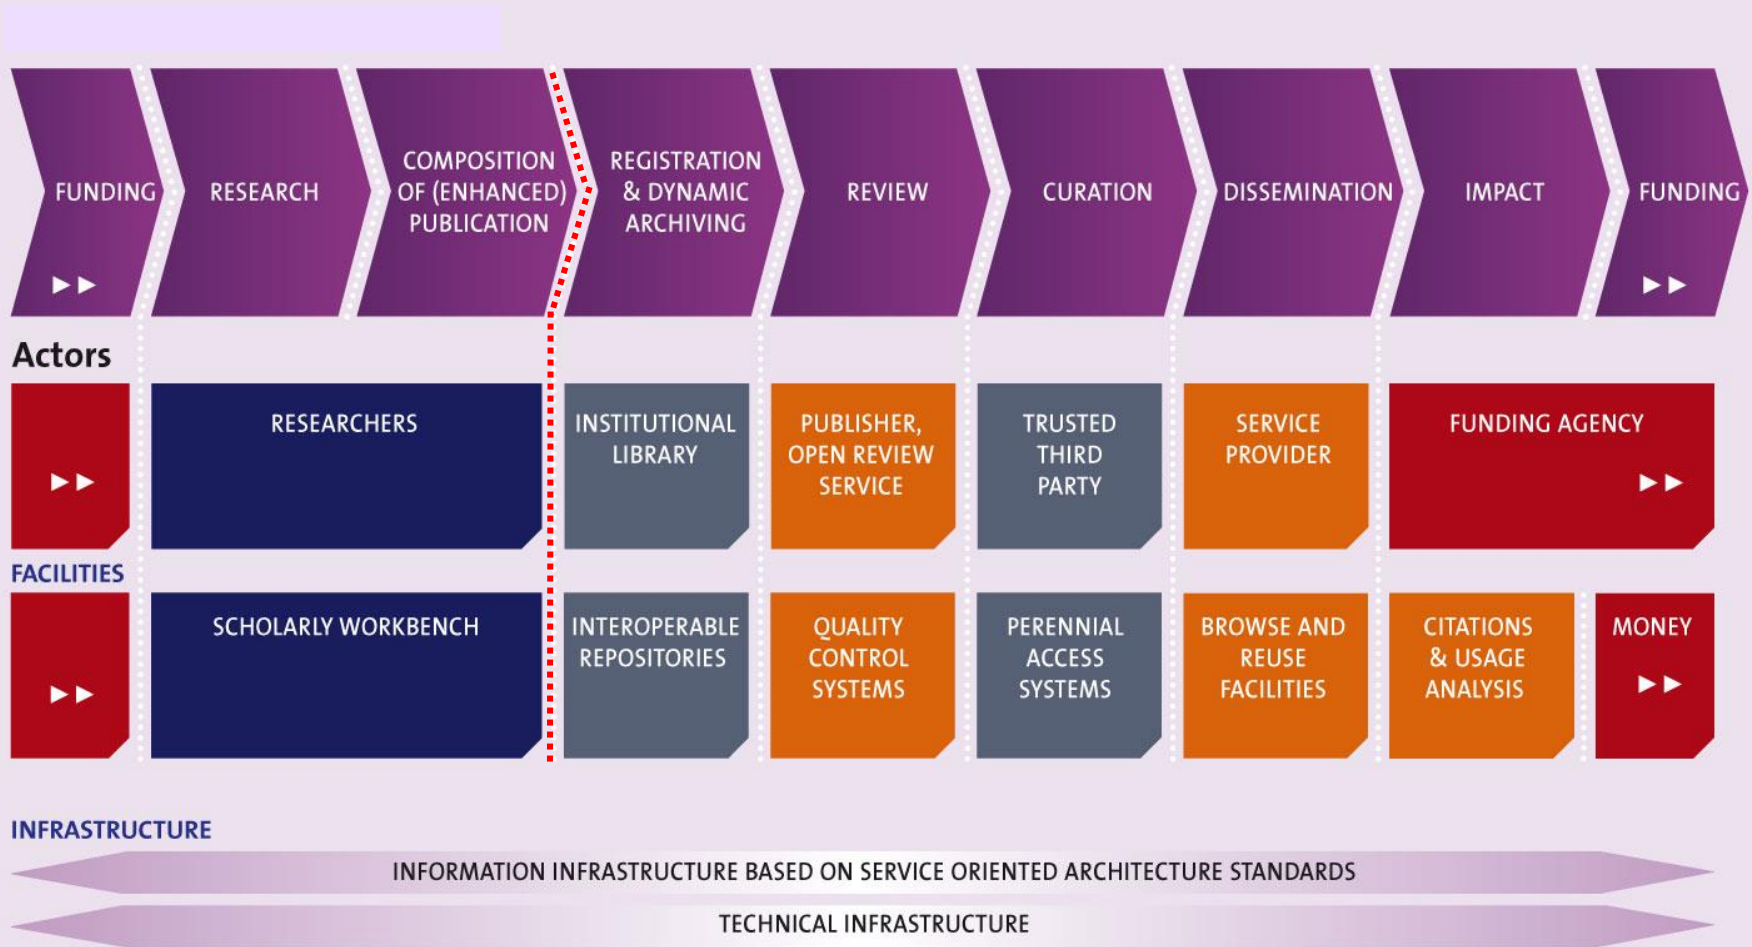 FUNDING
RESEARCH
COMPOSITION
OF (ENHANCED)
PUBLICATION
REGISTRATION
& DYNAMIC
ARCHIVING
REVIEW
CURATION
DISSEMINATION
IMPACT
FUNDING
Actors
RESEARCHERS
INSTITUTIONAL
LIBRARY
PUBLISHER,
OPEN REVIEW
SERVICE
TRUSTED
THIRD
PARTY
SERVICE
PROVIDER
FUNDING AGENCY
FACILITIES
SCHOLARLY WORKBENCH
INTEROPERABLE
REPOSITORIES
QUALITY
CONTROL
SYSTEMS
PERENNIAL
ACCESS
SYSTEMS
BROWSE AND
REUSE
FACILITIES
CITATIONS
& USAGE
ANALYSIS
MONEY
INFRASTRUCTURE
INFORMATION INFRASTRUCTURE BASED ON SERVICE ORIENTED ARCHITECTURE STANDARDS
TECHNICAL INFRASTRUCTURE